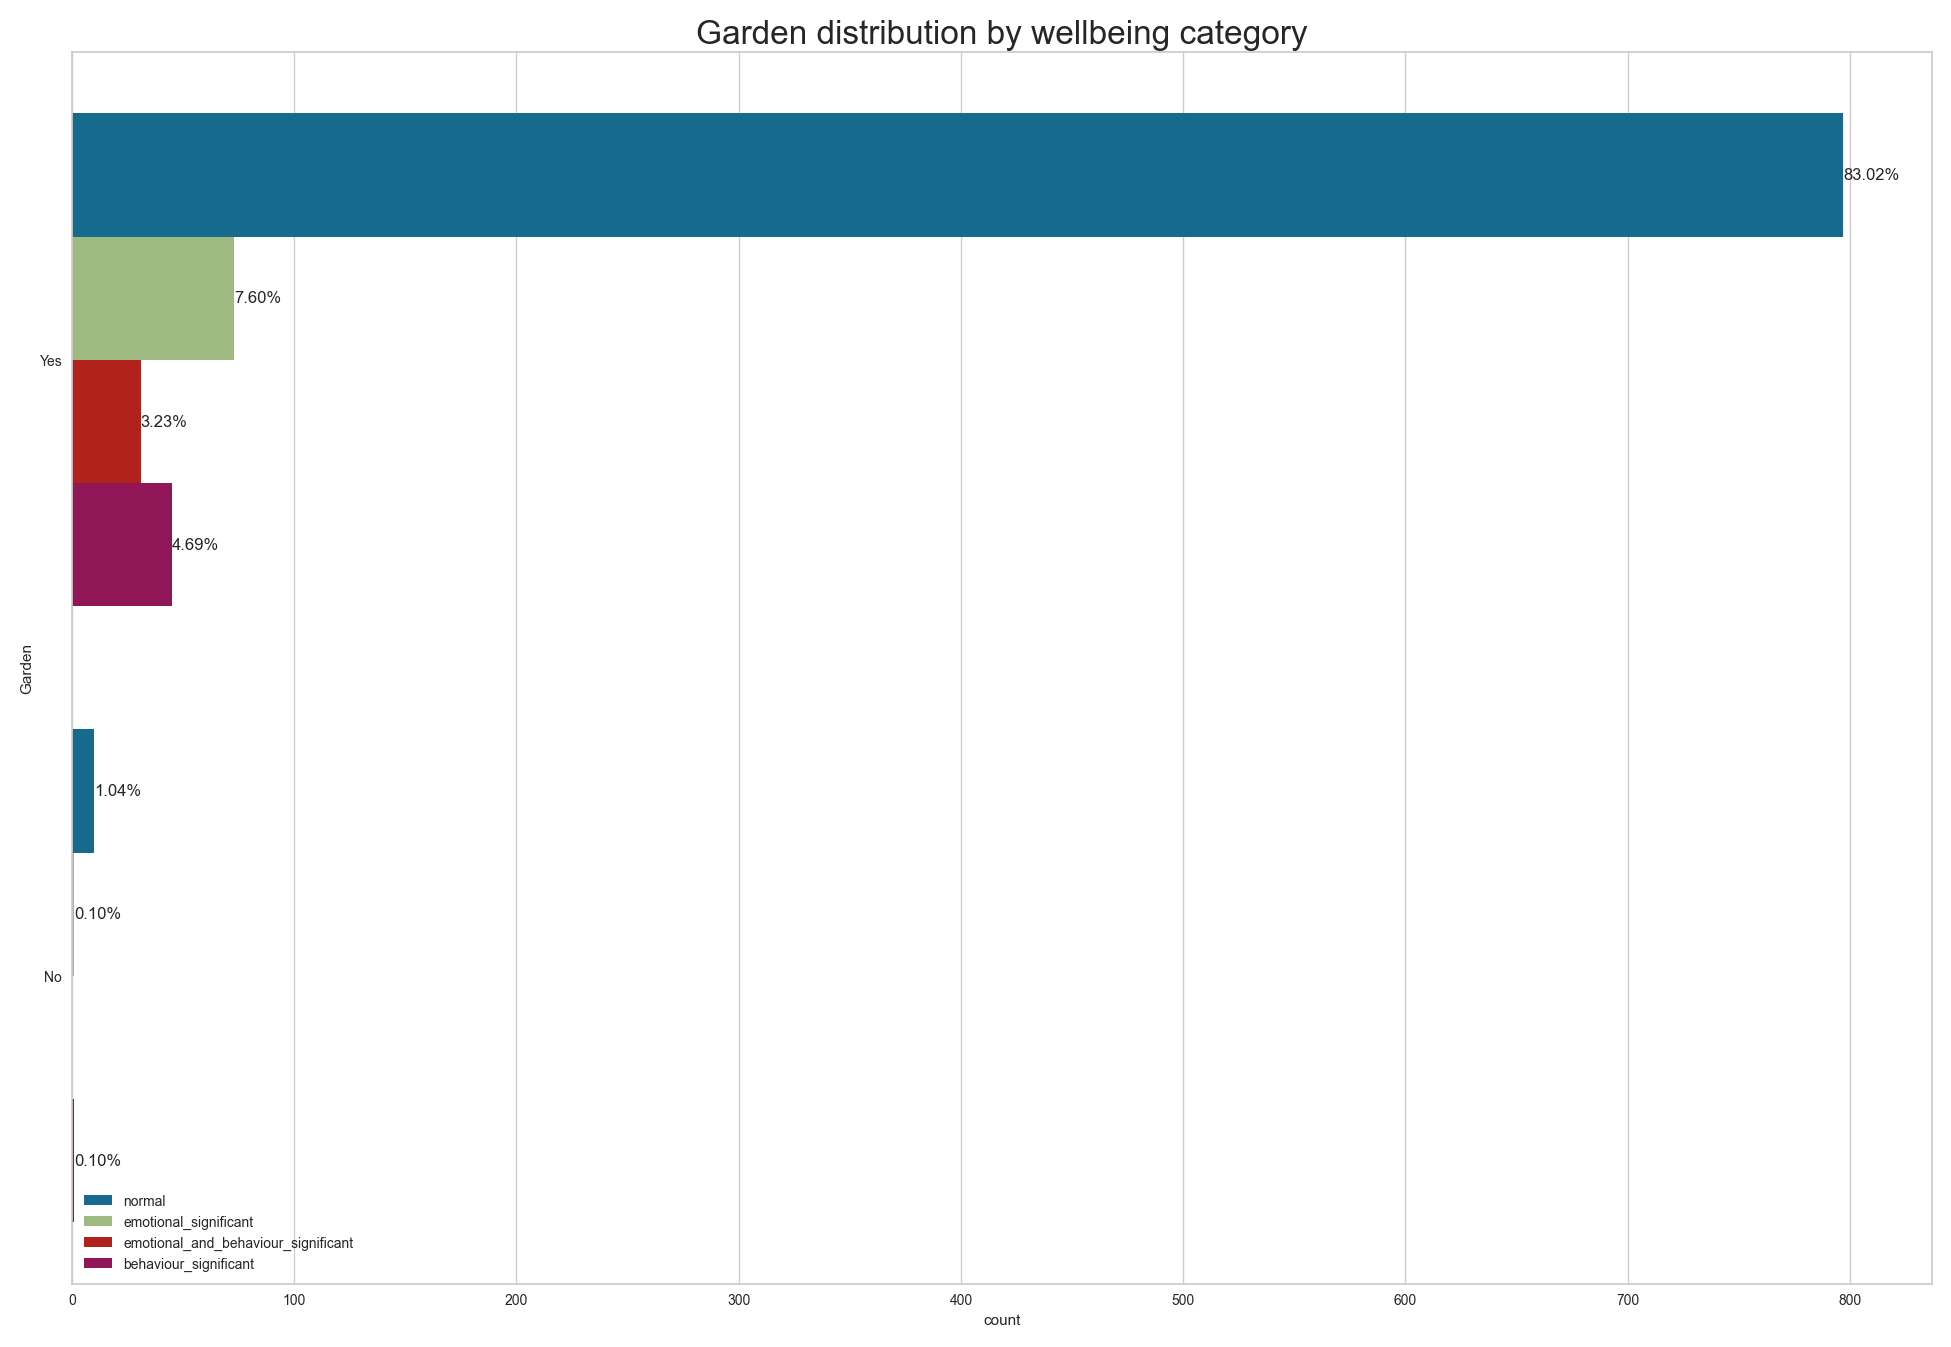 Garden distribution by wellbeing category
83.02%
7.60%
Yes
3.23%
4.69%
Garden
1.04%
0.10%
No
0.10%
normal
emotional_significant
emotional_and_behaviour_significant
behaviour_significant
0 100 200 300 400 500 600 700 800
count